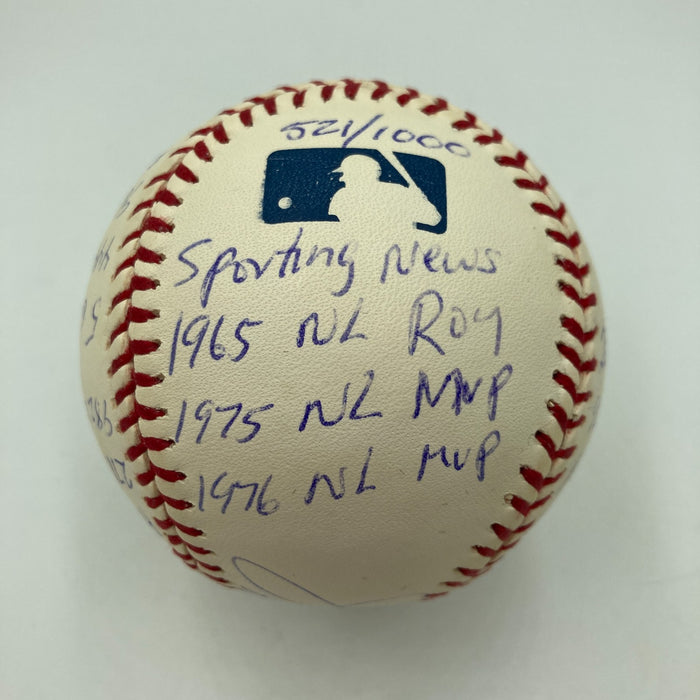 521/1000
Sporting News
1965 NL ROY
1975 NL MVP
1976 NL MVP